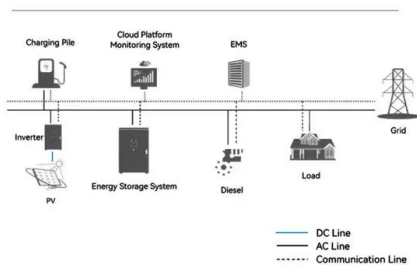 Charging Pile
Cloud Platform
Monitoring System
EMS
Grid
Inverter
PV
Energy Storage System
Diesel
Load
DC Line
AC Line
Communication Line